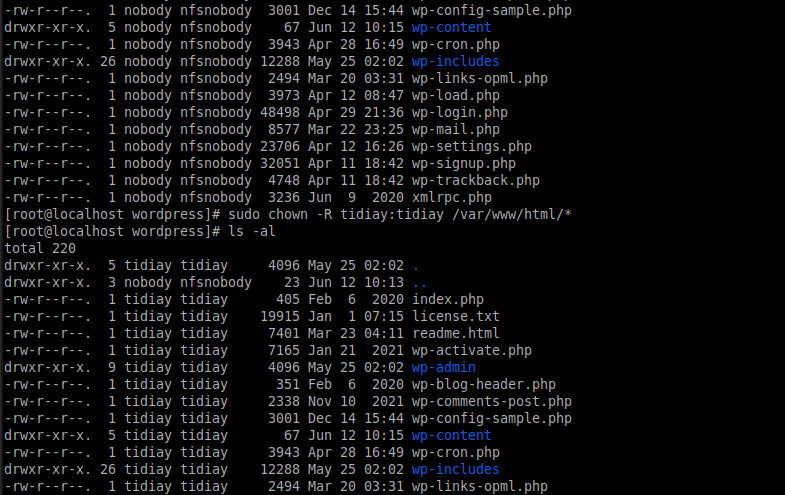 -rw-r--r--.  1 nobody nfsnobody  3001 Dec 14 15:44 wp-config-sample.php
drwxr-xr-x.  5 nobody nfsnobody    67 Jun 12 10:15 wp-content
-rw-r--r--.  1 nobody nfsnobody  3943 Apr 28 16:49 wp-cron.php
drwxr-xr-x. 26 nobody nfsnobody 12288 May 25 02:02 wp-includes
-rw-r--r--.  1 nobody nfsnobody  2494 Mar 20 03:31 wp-links-opml.php
-rw-r--r--.  1 nobody nfsnobody  3973 Apr 12 08:47 wp-load.php
-rw-r--r--.  1 nobody nfsnobody 48498 Apr 29 21:36 wp-login.php
-rw-r--r--.  1 nobody nfsnobody  8577 Mar 22 23:25 wp-mail.php
-rw-r--r--.  1 nobody nfsnobody 23706 Apr 12 16:26 wp-settings.php
-rw-r--r--.  1 nobody nfsnobody 32051 Apr 11 18:42 wp-signup.php
-rw-r--r--.  1 nobody nfsnobody  4748 Apr 11 18:42 wp-trackback.php
-rw-r--r--.  1 nobody nfsnobody  3236 Jun  9  2020 xmlrpc.php
[root@localhost wordpress]# sudo chown -R tidiay:tidiay /var/www/html/*
[root@localhost wordpress]# ls -al
total 220
drwxr-xr-x.  5 tidiay tidiay     4096 May 25 02:02 .
drwxr-xr-x.  3 nobody nfsnobody    23 Jun 12 10:13 ..
-rw-r--r--.  1 tidiay tidiay      405 Feb  6  2020 index.php
-rw-r--r--.  1 tidiay tidiay    19915 Jan  1 07:15 license.txt
-rw-r--r--.  1 tidiay tidiay     7401 Mar 23 04:11 readme.html
-rw-r--r--.  1 tidiay tidiay     7165 Jan 21  2021 wp-activate.php
drwxr-xr-x.  9 tidiay tidiay     4096 May 25 02:02 wp-admin
-rw-r--r--.  1 tidiay tidiay      351 Feb  6  2020 wp-blog-header.php
-rw-r--r--.  1 tidiay tidiay     2338 Nov 10  2021 wp-comments-post.php
-rw-r--r--.  1 tidiay tidiay     3001 Dec 14 15:44 wp-config-sample.php
drwxr-xr-x.  5 tidiay tidiay       67 Jun 12 10:15 wp-content
-rw-r--r--.  1 tidiay tidiay     3943 Apr 28 16:49 wp-cron.php
drwxr-xr-x. 26 tidiay tidiay    12288 May 25 02:02 wp-includes
-rw-r--r--.  1 tidiay tidiay     2494 Mar 20 03:31 wp-links-opml.php